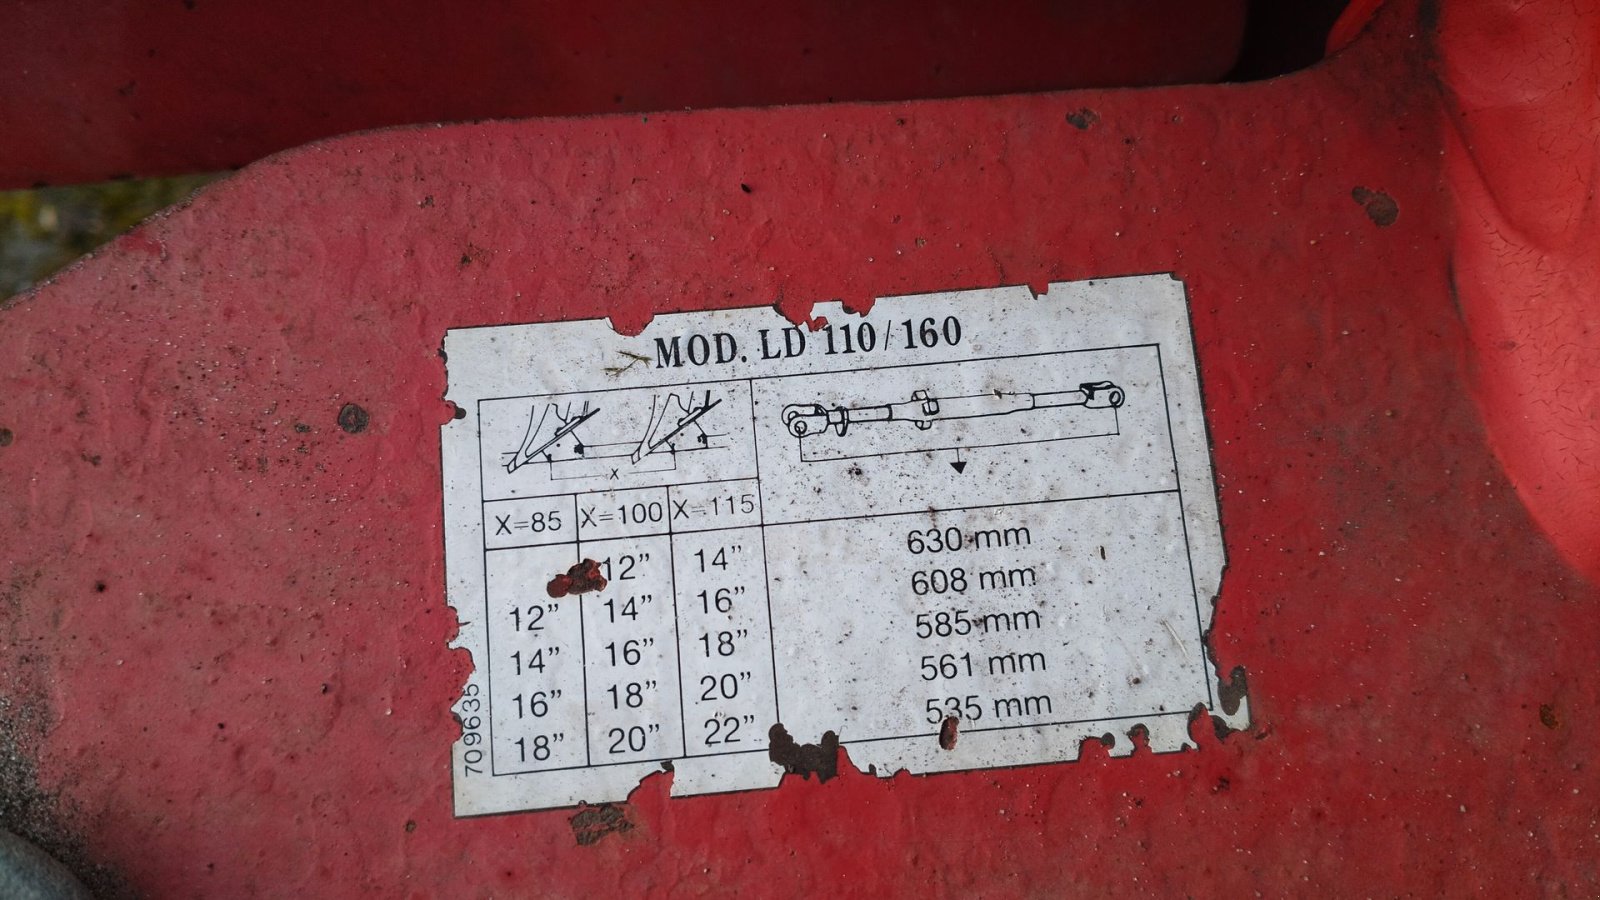 MOD. LD 110/160
X
X=85 X=100 X=115
12” 14” 630 mm
12” 14” 16” 608 mm
14” 16” 18” 585 mm
16” 18” 20” 561 mm
18” 20” 22” 535 mm
709635